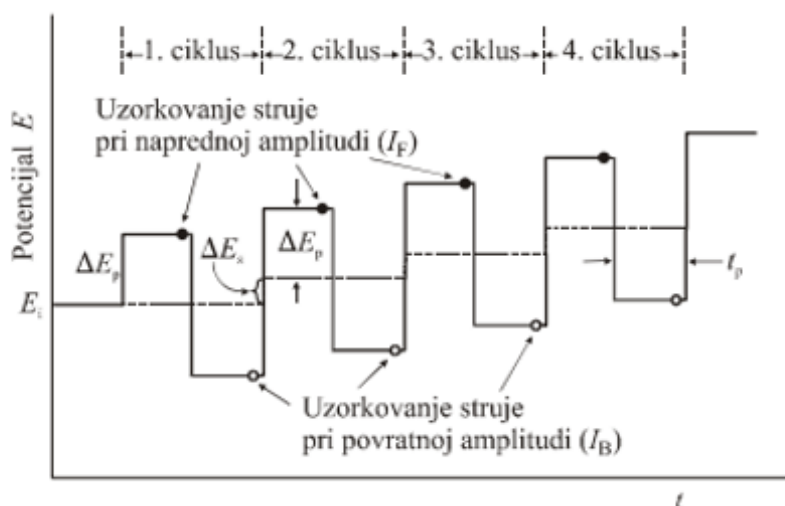 1. ciklus 2. ciklus 3. ciklus 4. ciklus
Uzorkovanje struje
pri naprednoj amplitudi (I_F)
Potencijal E
ΔE_p
ΔE_s
ΔE_p
t_p
E_i
Uzorkovanje struje
pri povratnoj amplitudi (I_B)
t